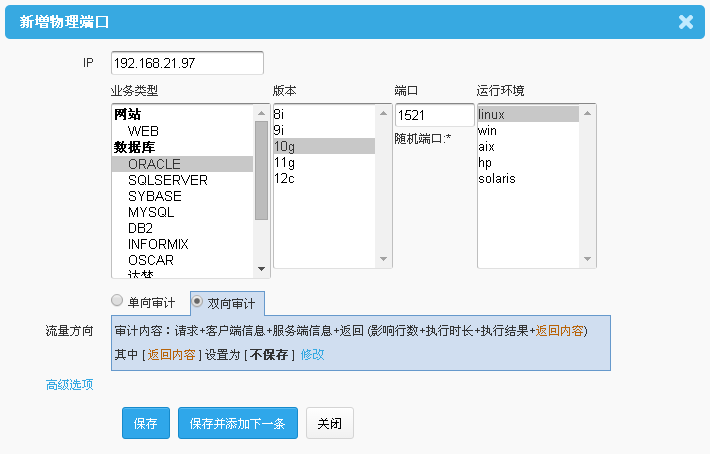 新增物理端口
IP 192.168.21.97
业务类型 版本 端口 运行环境
网站 8i 1521 linux
WEB 9i 随机端口:* win
数据库 10g aix
ORACLE 11g hp
SQLSERVER 12c solaris
SYBASE
MYSQL
DB2
INFORMIX
OSCAR
达梦
单向审计 双向审计
流量方向 审计内容：请求+客户端信息+服务端信息+返回 (影响行数+执行时长+执行结果+返回内容)
其中 [ 返回内容 ] 设置为 [ 不保存 ] 修改
高级选项
保存 保存并添加下一条 关闭